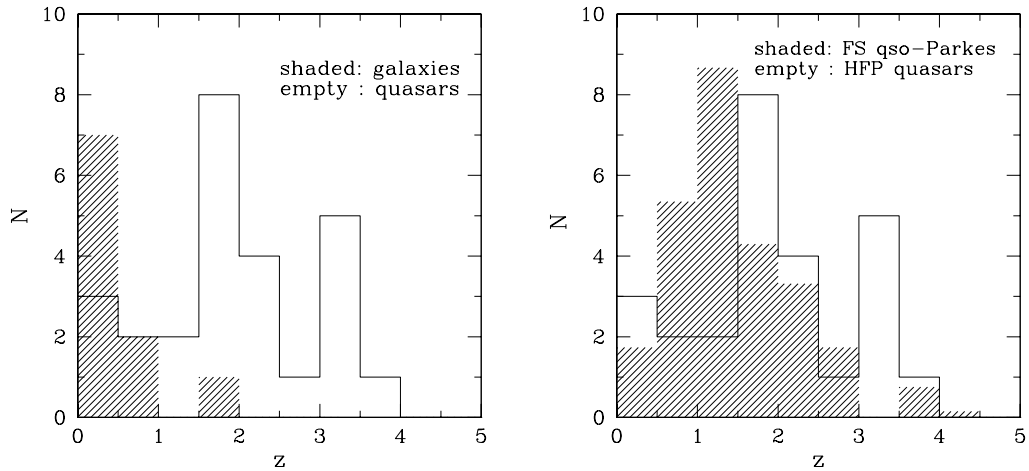 10
8
6
4
2
0
N
shaded: galaxies
empty : quasars
0 1 2 3 4 5
z
10
8
6
4
2
0
N
shaded: FS qso-Parkes
empty : HFP quasars
0 1 2 3 4 5
z